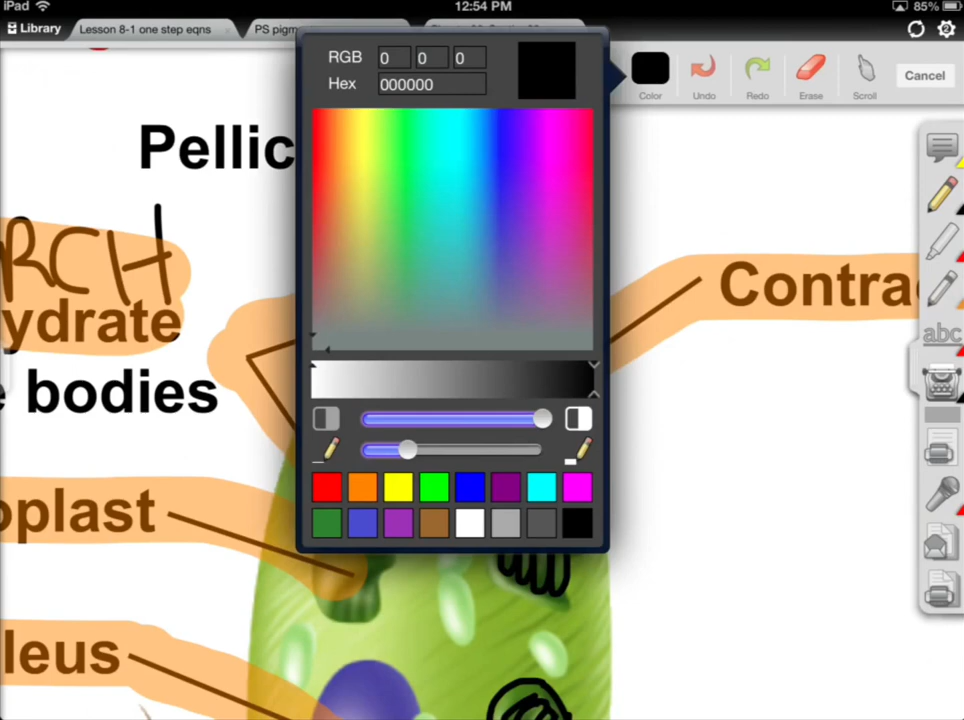 iPad 12:54 PM 85%
Library Lesson 8-1 one step eqns PS pigm
RGB 0 0 0
Hex 000000
Color Undo Redo Erase Scroll Cancel
Pellic
RCH
ydrate
e bodies
Contra
abc
oplast
leus